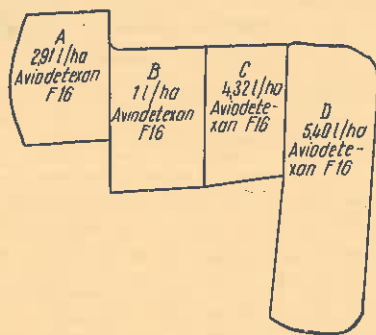 A
2,91 l/ha
Aviodetexan
F16
B
1 l/ha
Aviodetexan
F16
C
4,32 l/ha
Aviodete-
xan F16
D
5,40 l/ha
Aviodete-
xan F16